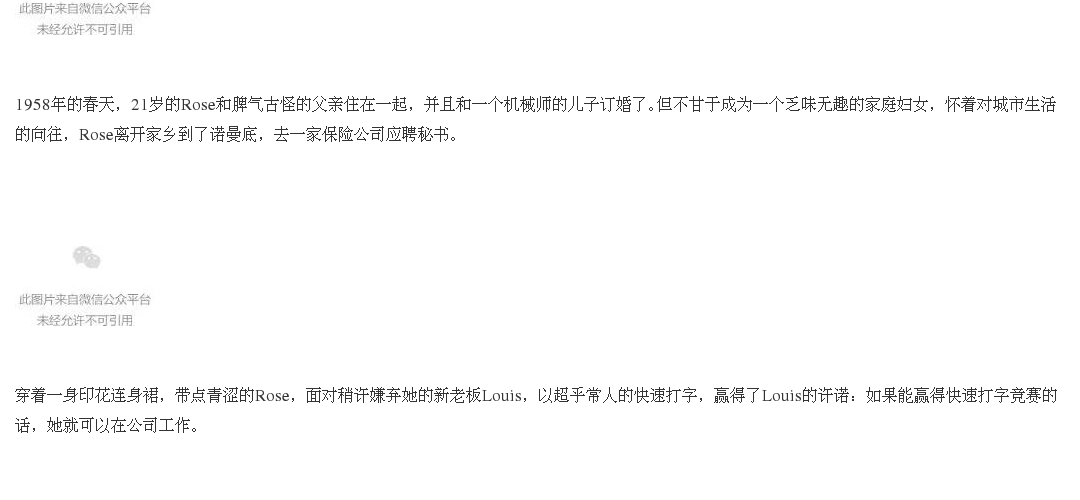 此图片来自微信公众平台
未经允许不可引用
1958年的春天，21岁的Rose和脾气古怪的父亲住在一起，并且和一个机械师的儿子订婚了。但不甘于成为一个乏味无趣的家庭妇女，怀着对城市生活
的向往，Rose离开家乡到了诺曼底，去一家保险公司应聘秘书。
此图片来自微信公众平台
未经允许不可引用
穿着一身印花连身裙，带点青涩的Rose，面对稍许嫌弃她的新老板Louis，以超乎常人的快速打字，赢得了Louis的许诺：如果能赢得快速打字竞赛的
话，她就可以在公司工作。